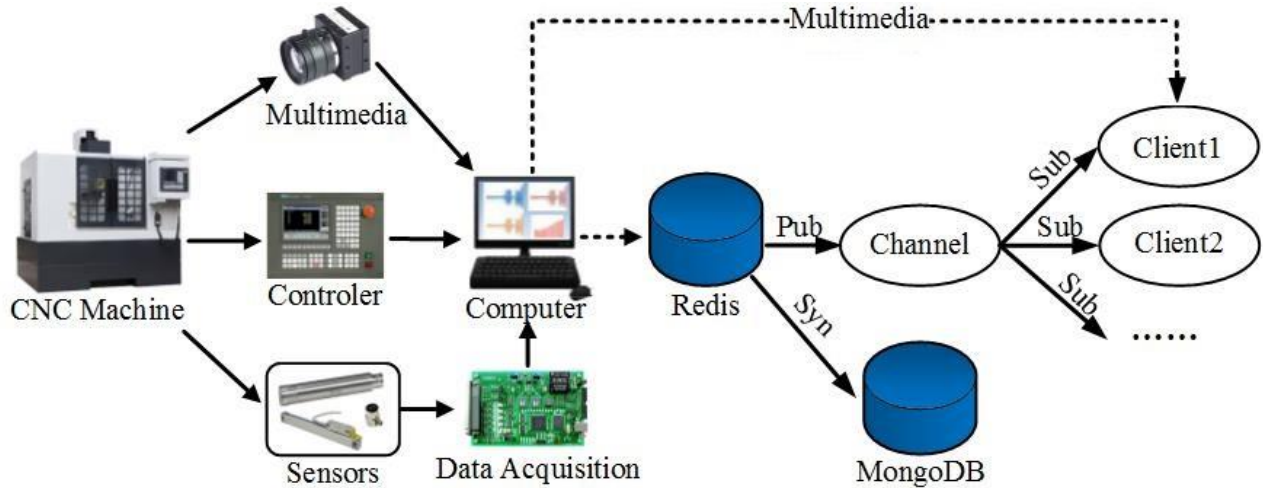 Multimedia
Multimedia
Client1
Sub
Pub
Channel
Sub
Client2
CNC Machine
Controler
Computer
Redis
Sub
Syn
......
Sensors
Data Acquisition
MongoDB